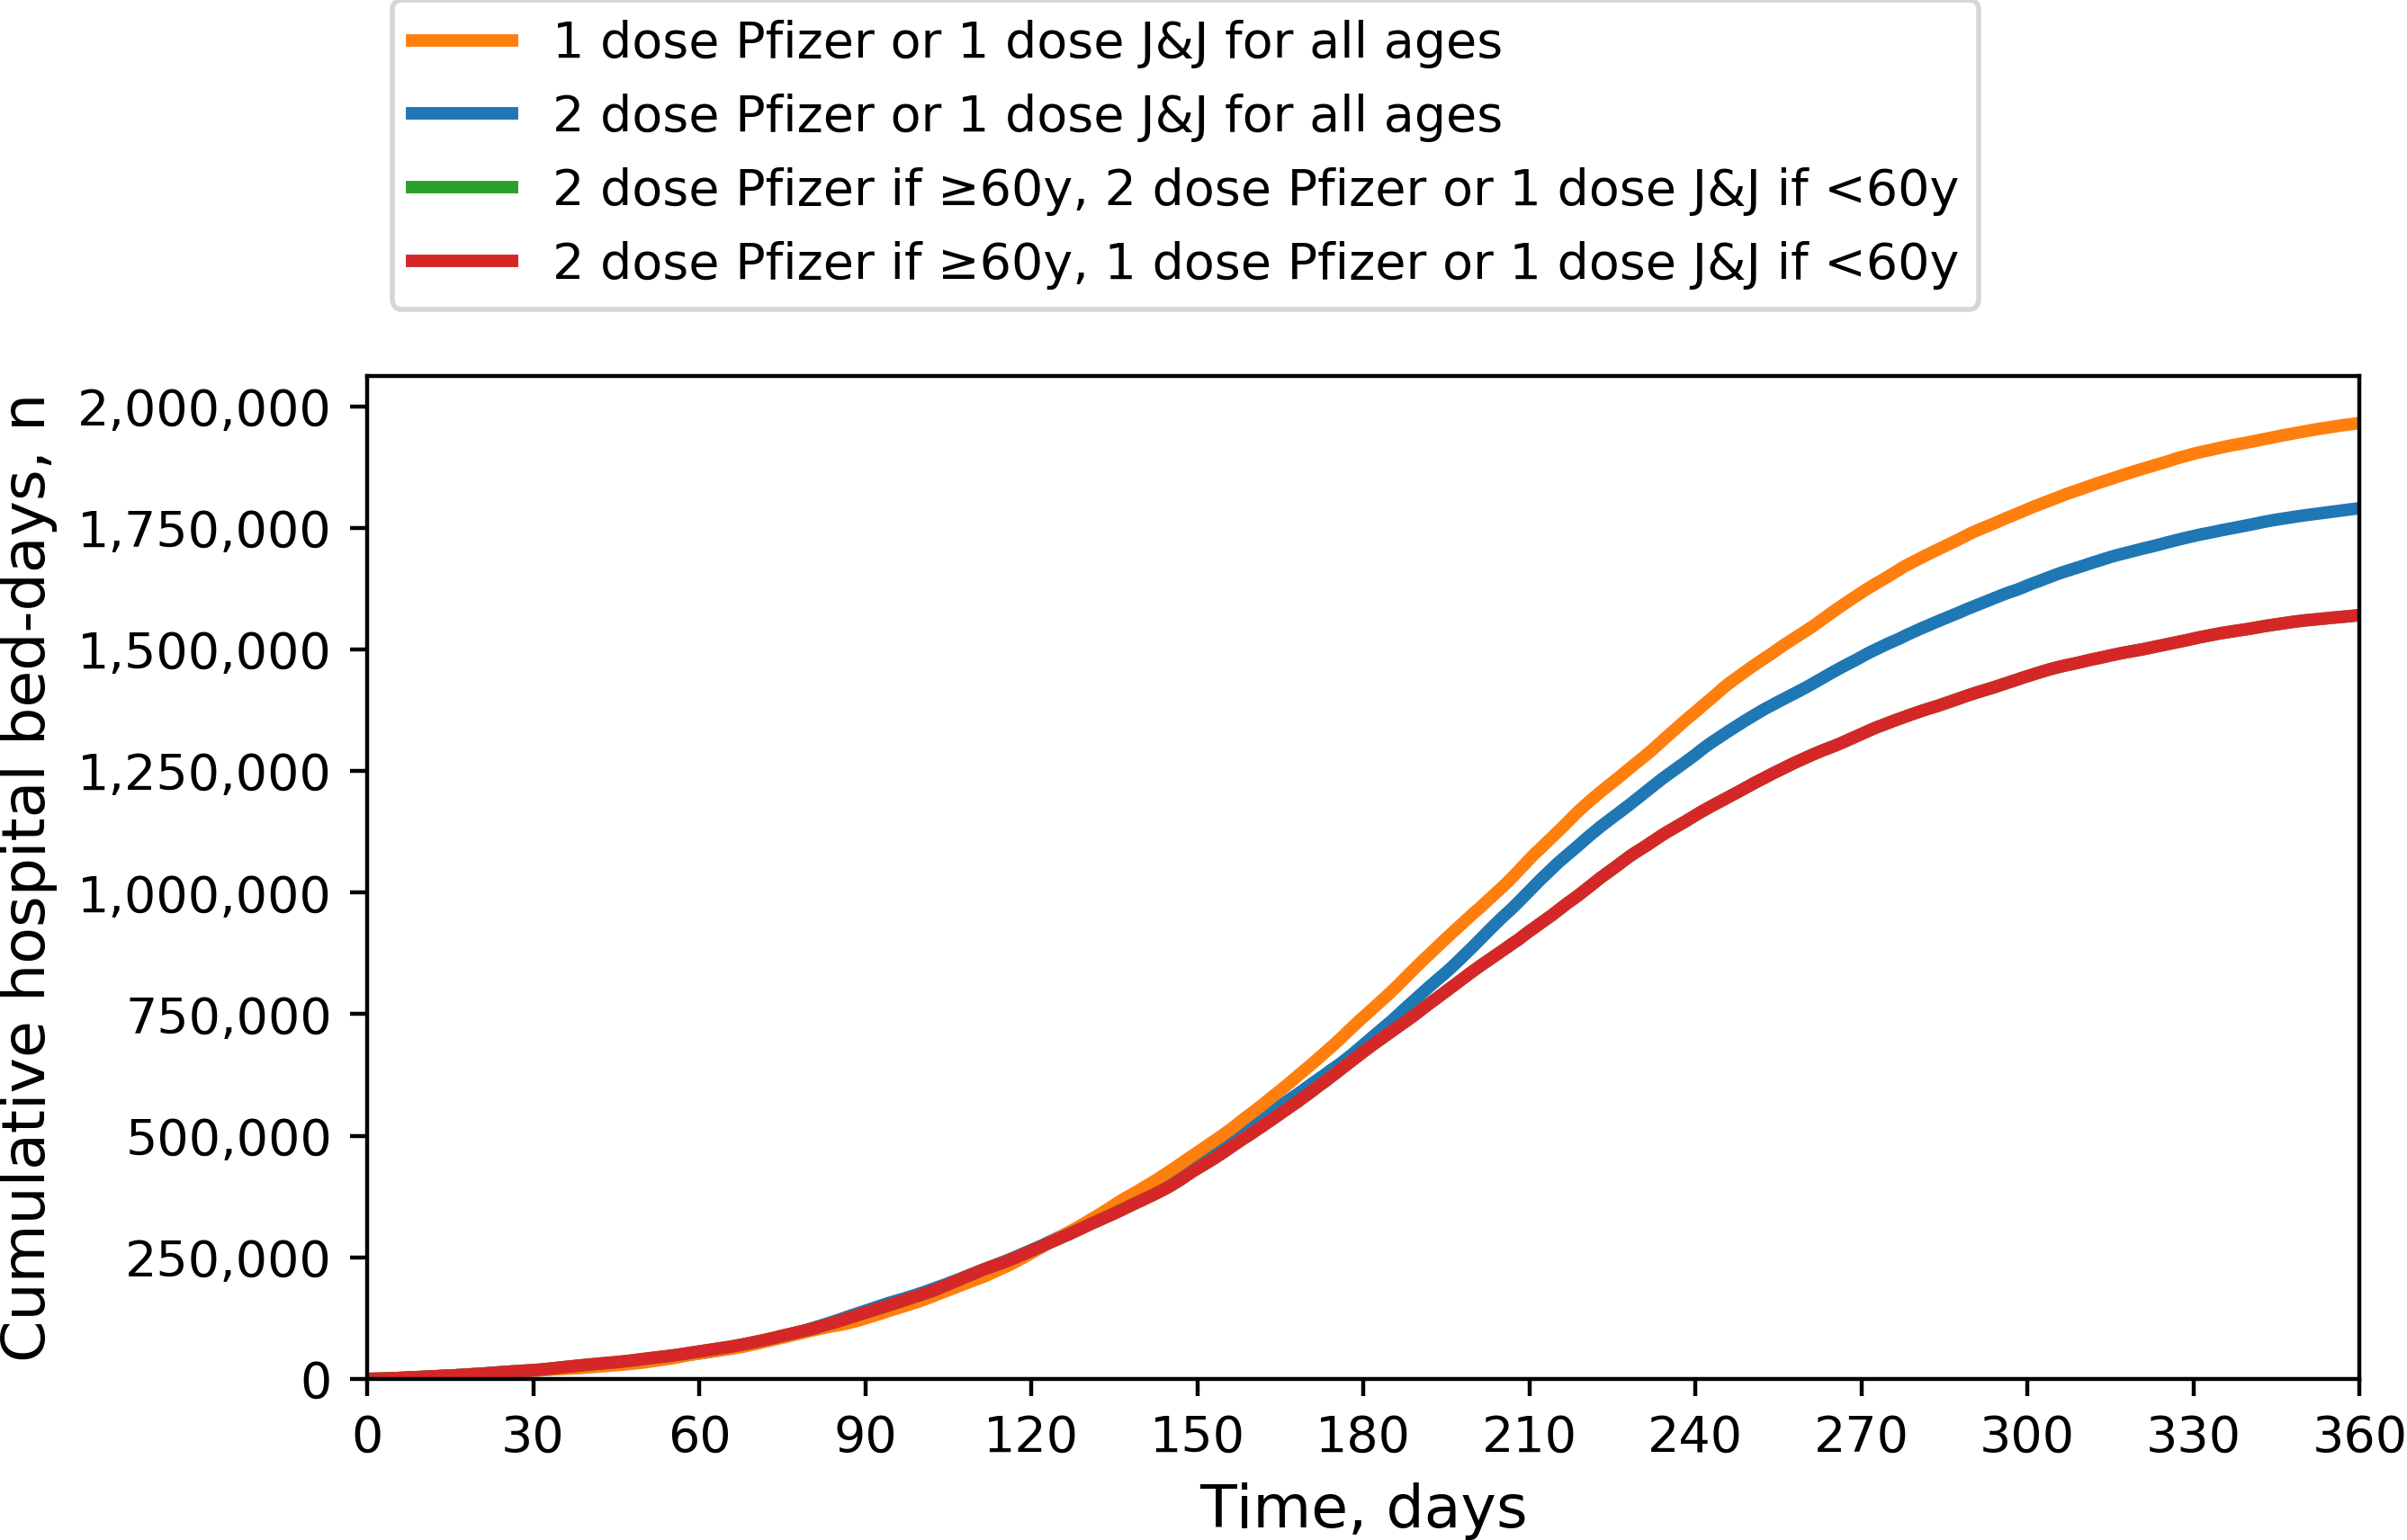 1 dose Pfizer or 1 dose J&J for all ages
2 dose Pfizer or 1 dose J&J for all ages
2 dose Pfizer if ≥60y, 2 dose Pfizer or 1 dose J&J if <60y
2 dose Pfizer if ≥60y, 1 dose Pfizer or 1 dose J&J if <60y
Cumulative hospital bed-days, n
2,000,000
1,750,000
1,500,000
1,250,000
1,000,000
750,000
500,000
250,000
0
0 30 60 90 120 150 180 210 240 270 300 330 360
Time, days